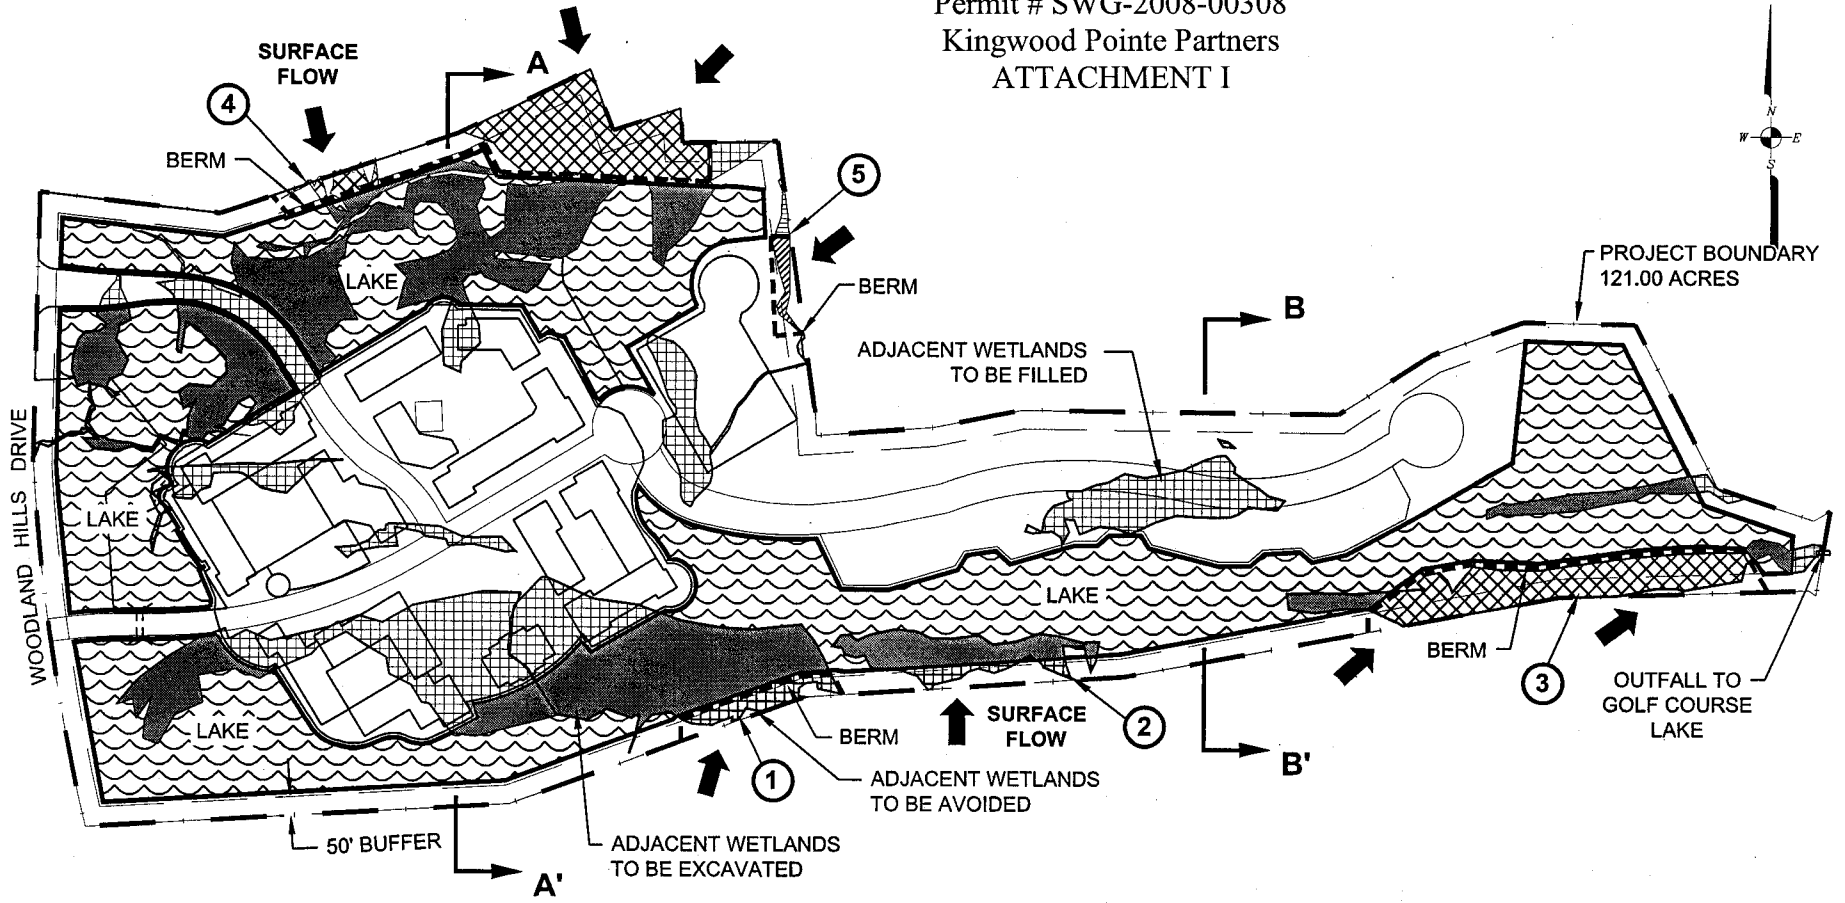 Permit # SWG-2008-00308
Kingwood Pointe Partners
ATTACHMENT I
SURFACE
FLOW
A
4
BERM
5
N
W
E
S
PROJECT BOUNDARY
121.00 ACRES
LAKE
BERM
B
ADJACENT WETLANDS
TO BE FILLED
WOODLAND HILLS DRIVE
LAKE
LAKE
BERM
3
OUTFALL TO
GOLF COURSE
LAKE
LAKE
BERM
SURFACE
FLOW
2
B'
1
ADJACENT WETLANDS
TO BE AVOIDED
50' BUFFER
ADJACENT WETLANDS
TO BE EXCAVATED
A'